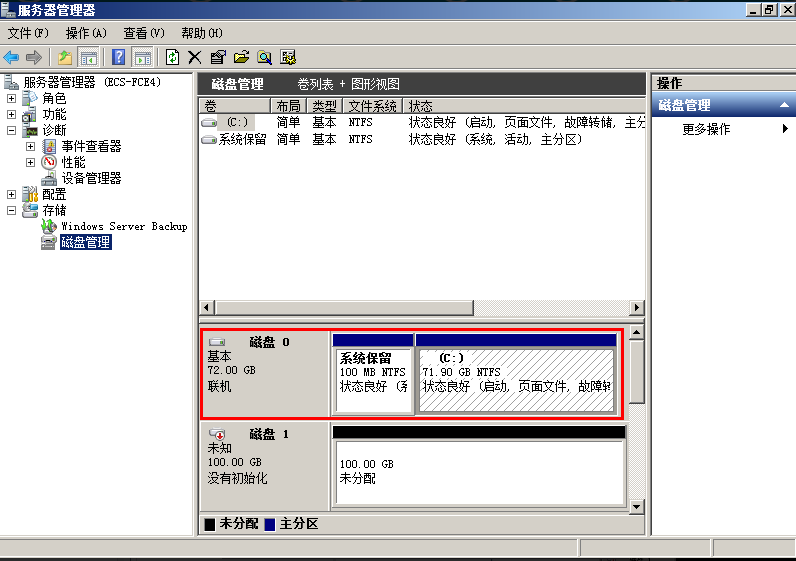 服务器管理器
文件(F) 操作(A) 查看(V) 帮助(H)
服务器管理器 (ECS-FCE4)
角色
功能
诊断
事件查看器
性能
设备管理器
配置
存储
Windows Server Backup
磁盘管理
磁盘管理 卷列表 + 图形视图
卷 布局 类型 文件系统 状态
(C:) 简单 基本 NTFS 状态良好 (启动, 页面文件, 故障转储, 主分
系统保留 简单 基本 NTFS 状态良好 (系统, 活动, 主分区)
磁盘 0
基本
72.00 GB
联机
系统保留
100 MB NTFS
状态良好 (系
(C:)
71.90 GB NTFS
状态良好 (启动, 页面文件, 故障转
磁盘 1
未知
100.00 GB
没有初始化
100.00 GB
未分配
未分配 主分区
操作
磁盘管理
更多操作